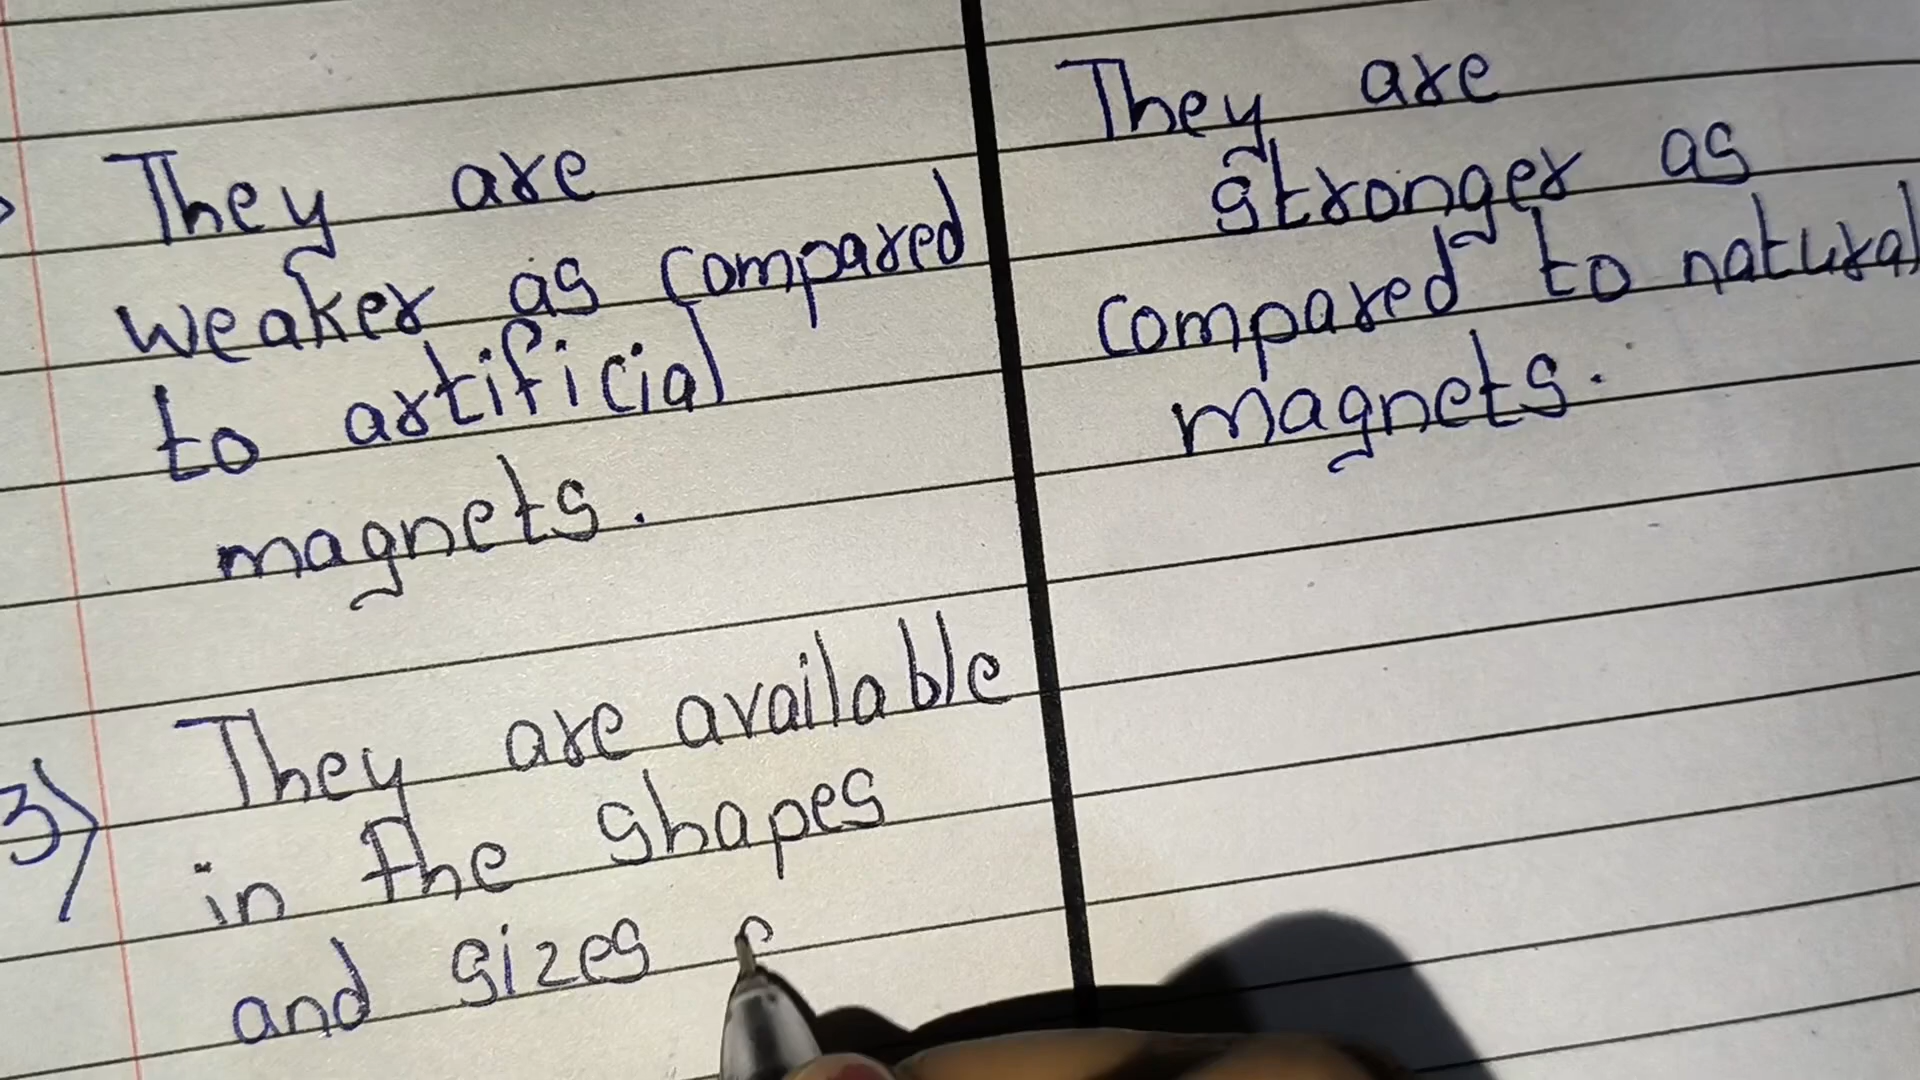 They are
weaker as compared
to artificial
magnets.
3) They are available
in the shapes
and sizes
They are
stronger as
compared to natural
magnets.